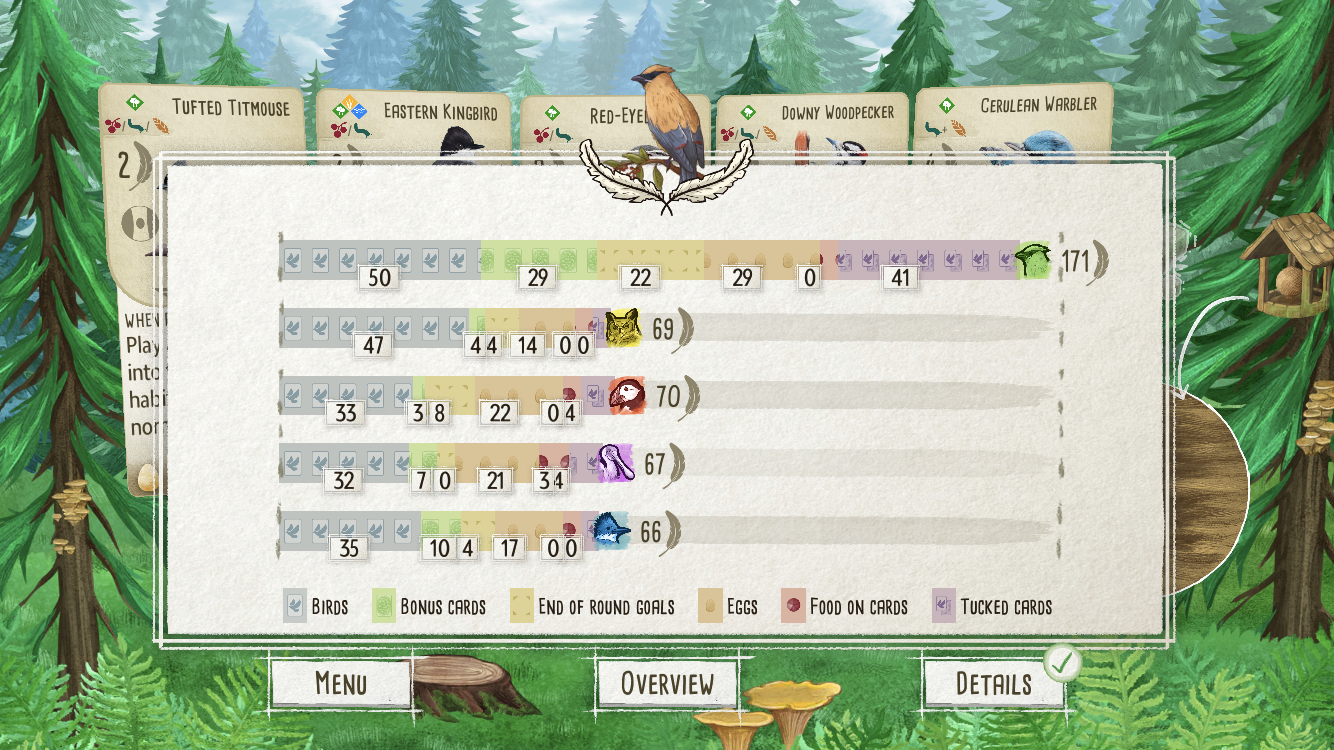 Tufted Titmouse
Eastern Kingbird
Red-Eye
Downy Woodpecker
Cerulean Warbler
2
50 29 22 29 0 41 171
47 4 4 14 0 0 69
33 3 8 22 0 4 70
32 7 0 21 3 4 67
35 10 4 17 0 0 66
WHEN
Play
into
hab
nor
Birds
Bonus cards
End of round goals
Eggs
Food on cards
Tucked cards
Menu
Overview
Details